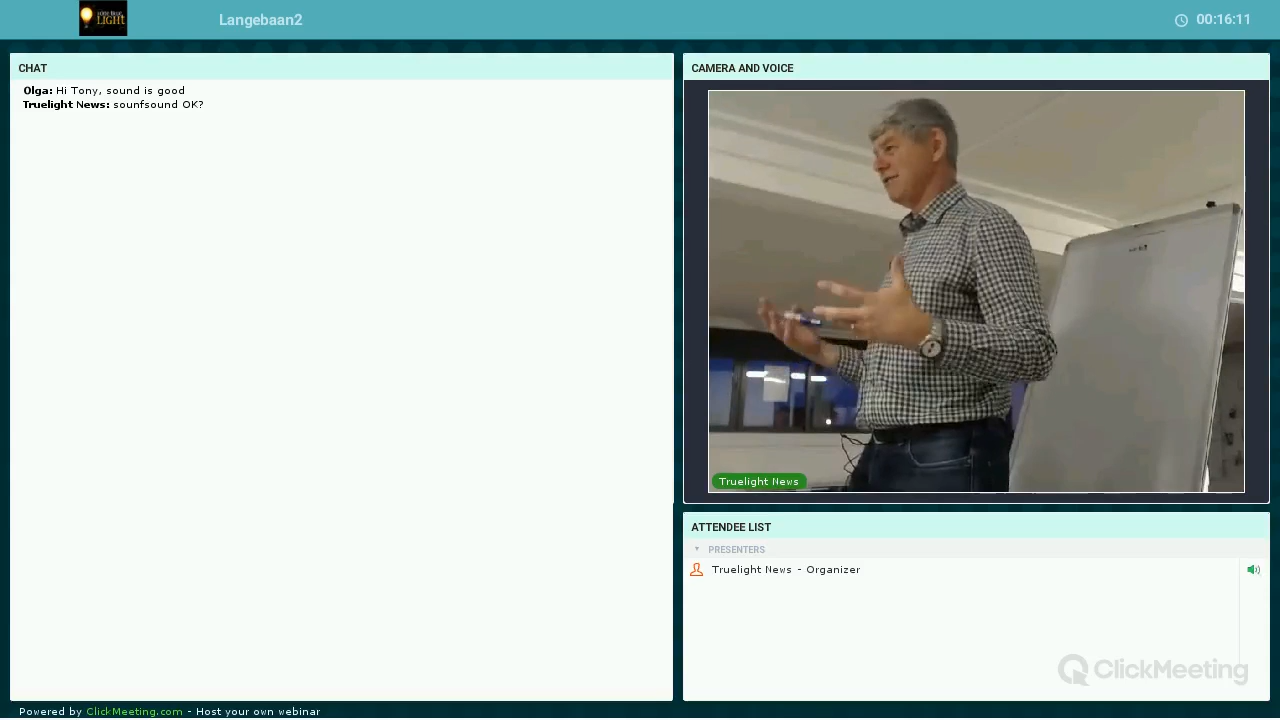 LIGHT
Langebaan2
00:16:11
CHAT
Olga: Hi Tony, sound is good
Truelight News: sounfsound OK?
CAMERA AND VOICE
Truelight News
ATTENDEE LIST
PRESENTERS
Truelight News - Organizer
ClickMeeting
Powered by ClickMeeting.com - Host your own webinar